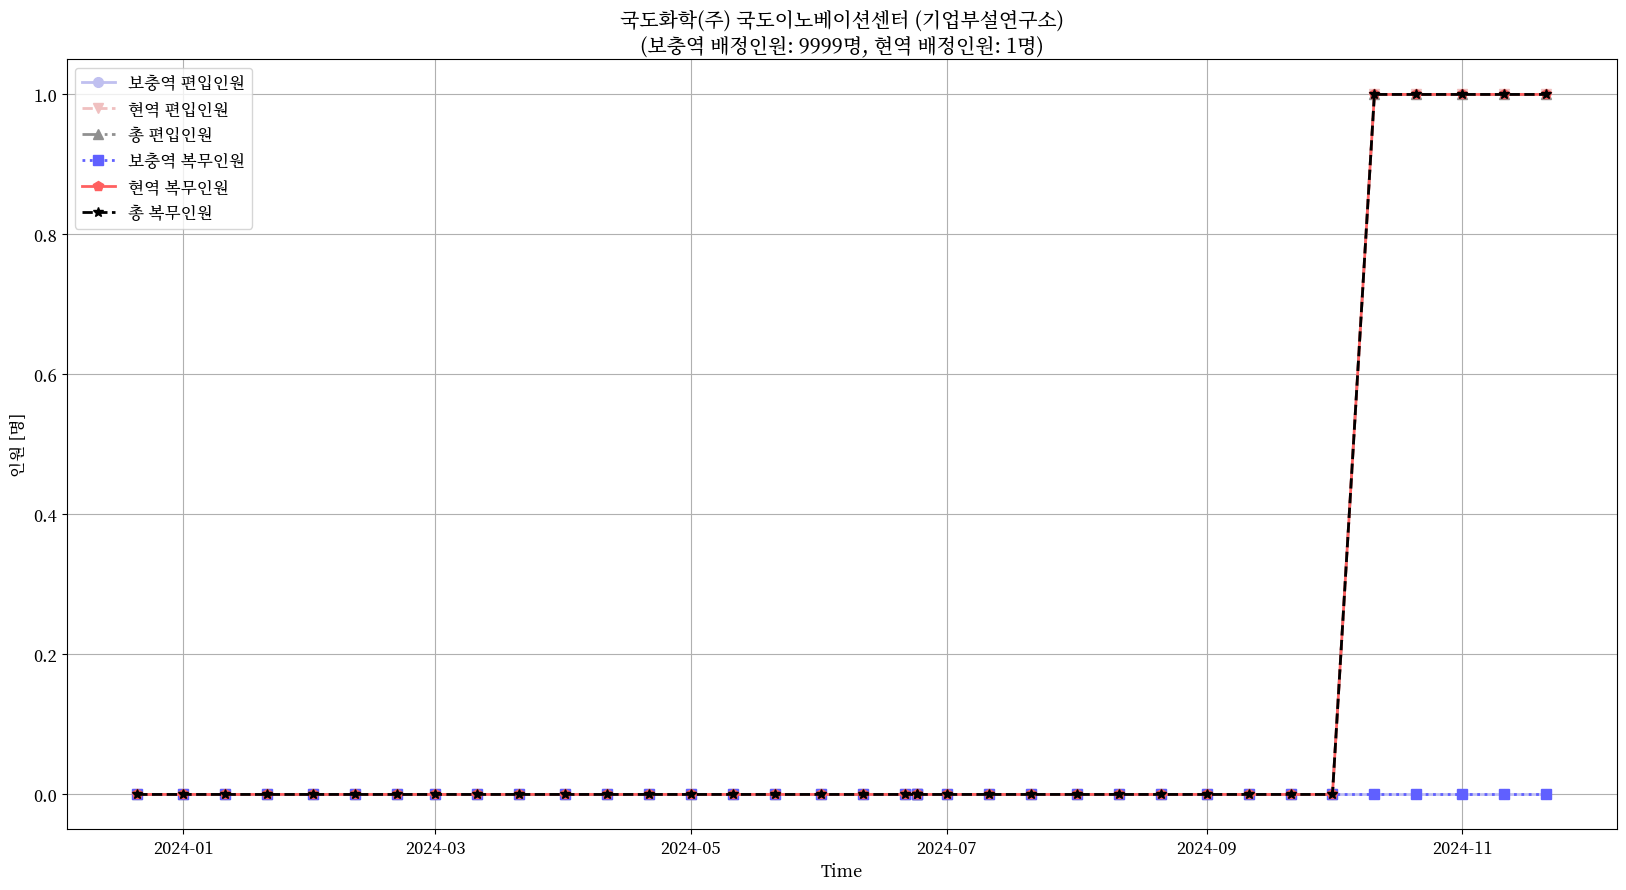 국도화학(주) 국도이노베이션센터 (기업부설연구소)
(보충역 배정인원: 9999명, 현역 배정인원: 1명)
보충역 편입인원
현역 편입인원
총 편입인원
보충역 복무인원
현역 복무인원
총 복무인원
1.0
0.8
0.6
0.4
0.2
0.0
인원 [명]
2024-01 2024-03 2024-05 2024-07 2024-09 2024-11
Time